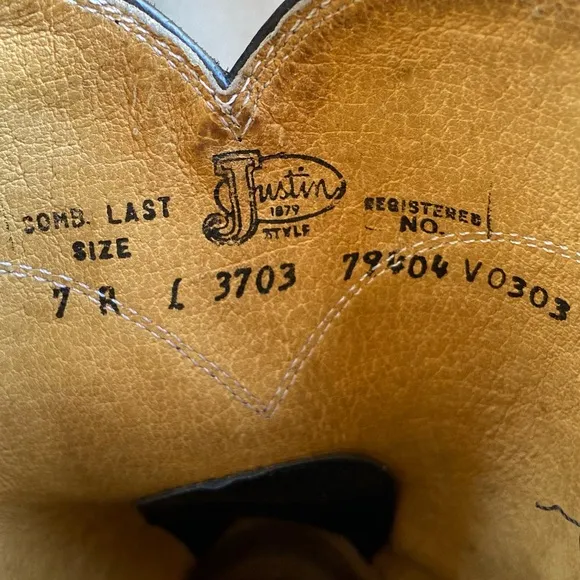 Justin
1879
COMB. LAST
SIZE
STYLE
REGISTERED
NO.
7 A L 3703 79404 V0303